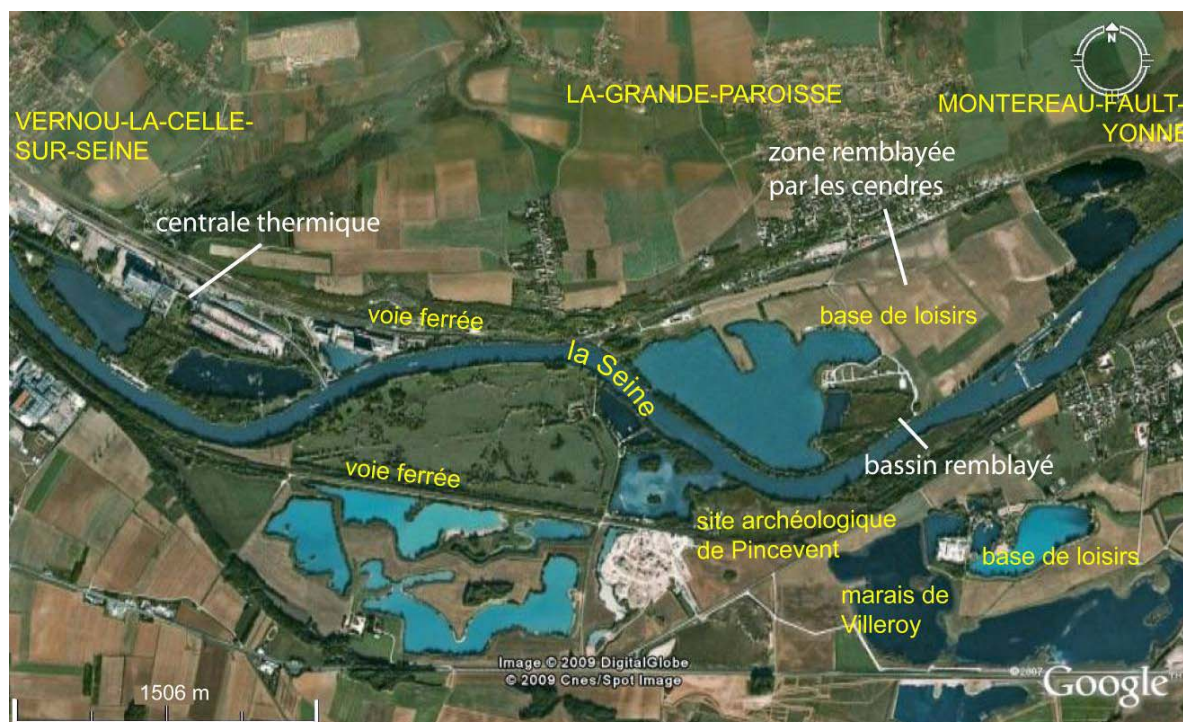 LA-GRANDE-PAROISSE
MONTEREAU-FAULT-
YONNE
VERNOU-LA-CELLE-
SUR-SEINE
zone remblayée
par les cendres
centrale thermique
voie ferrée
base de loisirs
la Seine
voie ferrée
bassin remblayé
site archéologique
de Pincevent
base de loisirs
marais de
Villeroy
Image © 2009 DigitalGlobe
© 2009 Cnes/Spot Image
©2007 Google™
1506 m
N